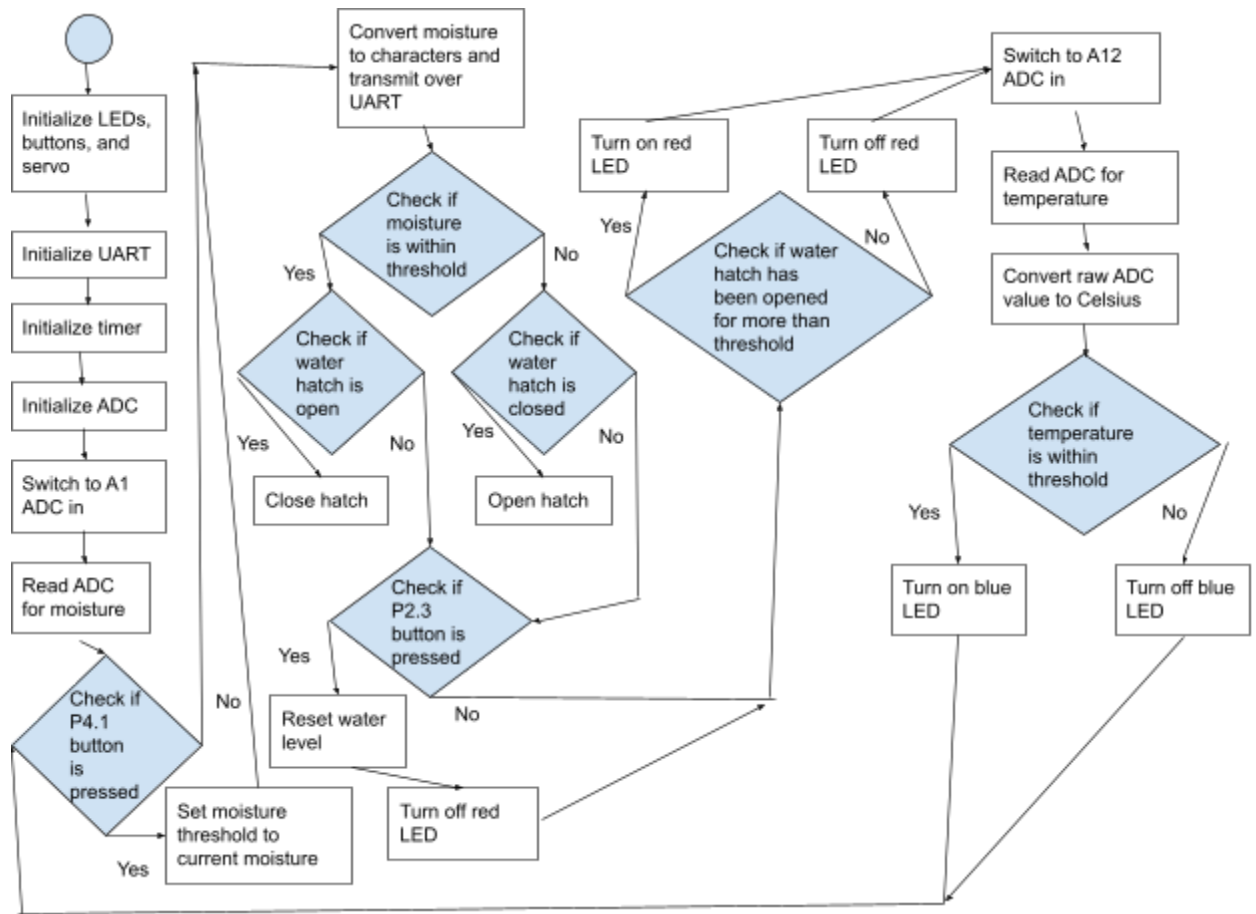 Initialize LEDs,
buttons, and
servo
Initialize UART
Initialize timer
Initialize ADC
Switch to A1
ADC in
Read ADC
for moisture
Check if
P4.1
button
is
pressed
No
Yes
Set moisture
threshold to
current moisture
Convert moisture
to characters and
transmit over
UART
Check if
moisture
is within
threshold
Yes
No
Check if
water
hatch is
open
Yes
No
Close hatch
Check if
water
hatch is
closed
Yes
No
Open hatch
Check if
P2.3
button is
pressed
Yes
No
Reset water
level
Turn off red
LED
Check if water
hatch has
been opened
for more than
threshold
Yes
No
Turn on red
LED
Turn off red
LED
Switch to A12
ADC in
Read ADC for
temperature
Convert raw ADC
value to Celsius
Check if
temperature
is within
threshold
Yes
No
Turn on blue
LED
Turn off blue
LED